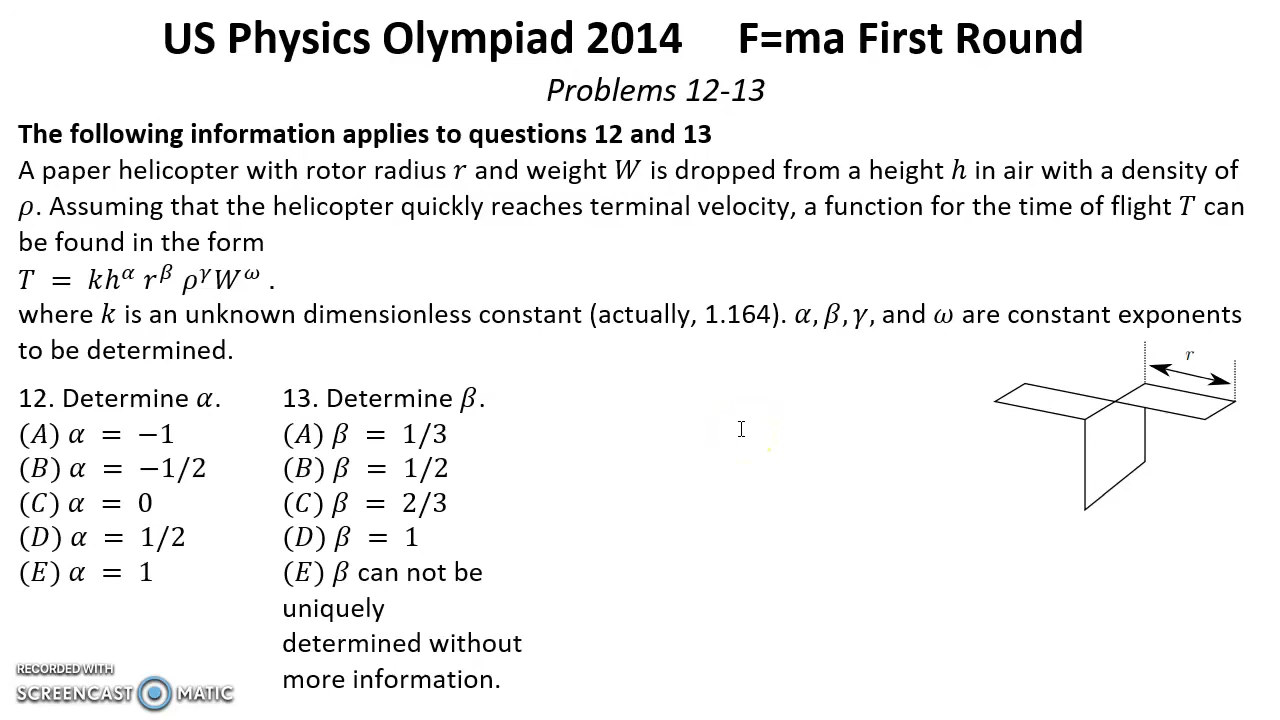 US Physics Olympiad 2014 F=ma First Round
Problems 12-13
The following information applies to questions 12 and 13
A paper helicopter with rotor radius r and weight W is dropped from a height h in air with a density of
ρ. Assuming that the helicopter quickly reaches terminal velocity, a function for the time of flight T can
be found in the form
T = kh^α r^β ρ^γ W^ω .
where k is an unknown dimensionless constant (actually, 1.164). α, β, γ, and ω are constant exponents
to be determined.
r
12. Determine α.
(A) α = −1
(B) α = −1/2
(C) α = 0
(D) α = 1/2
(E) α = 1
13. Determine β.
(A) β = 1/3
(B) β = 1/2
(C) β = 2/3
(D) β = 1
(E) β can not be
uniquely
determined without
more information.
RECORDED WITH
SCREENCAST MATIC